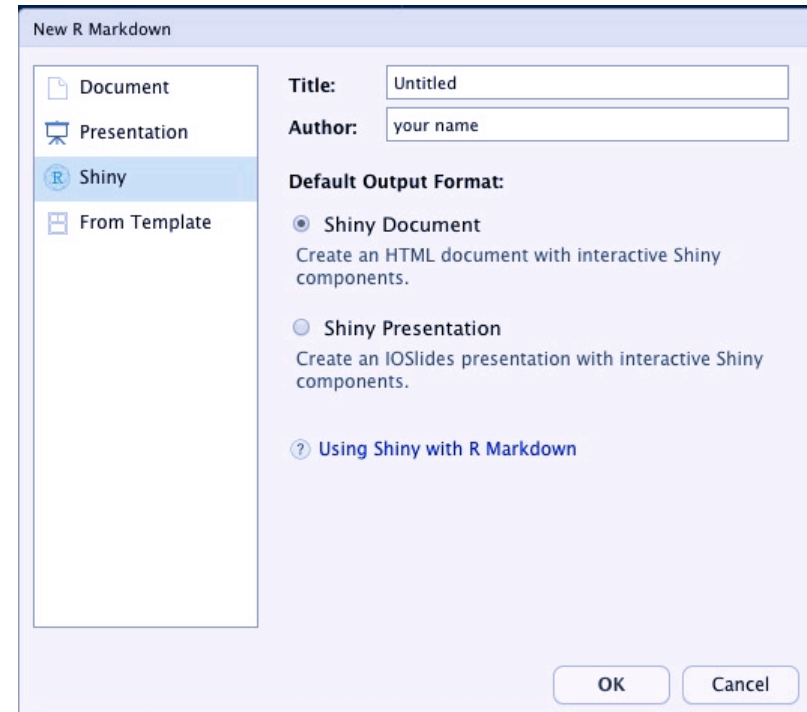 New R Markdown
Document
Presentation
R Shiny
From Template
Title: Untitled
Author: your name
Default Output Format:
Shiny Document
Create an HTML document with interactive Shiny
components.
Shiny Presentation
Create an IOSlides presentation with interactive Shiny
components.
? Using Shiny with R Markdown
OK Cancel